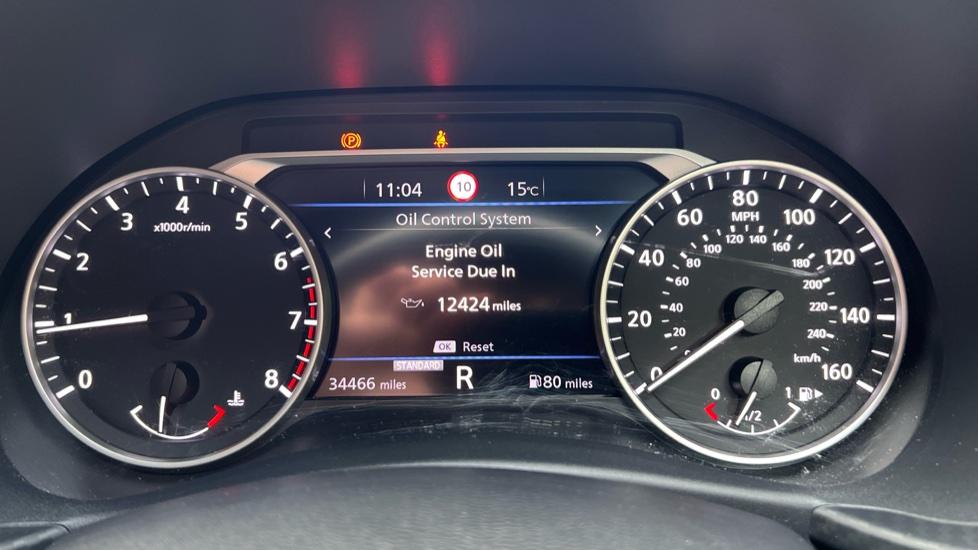 P
11:04 10 15°C
Oil Control System
< >
Engine Oil
Service Due In
12424 miles
OK Reset
STANDARD
34466 miles R 80 miles
x1000r/min
0 1 2 3 4 5 6 7 8
MPH
0 20 40 60 80 100 120 140 160
km/h
0 20 40 60 80 100 120 140 160 180 200 220 240
0 1/2 1